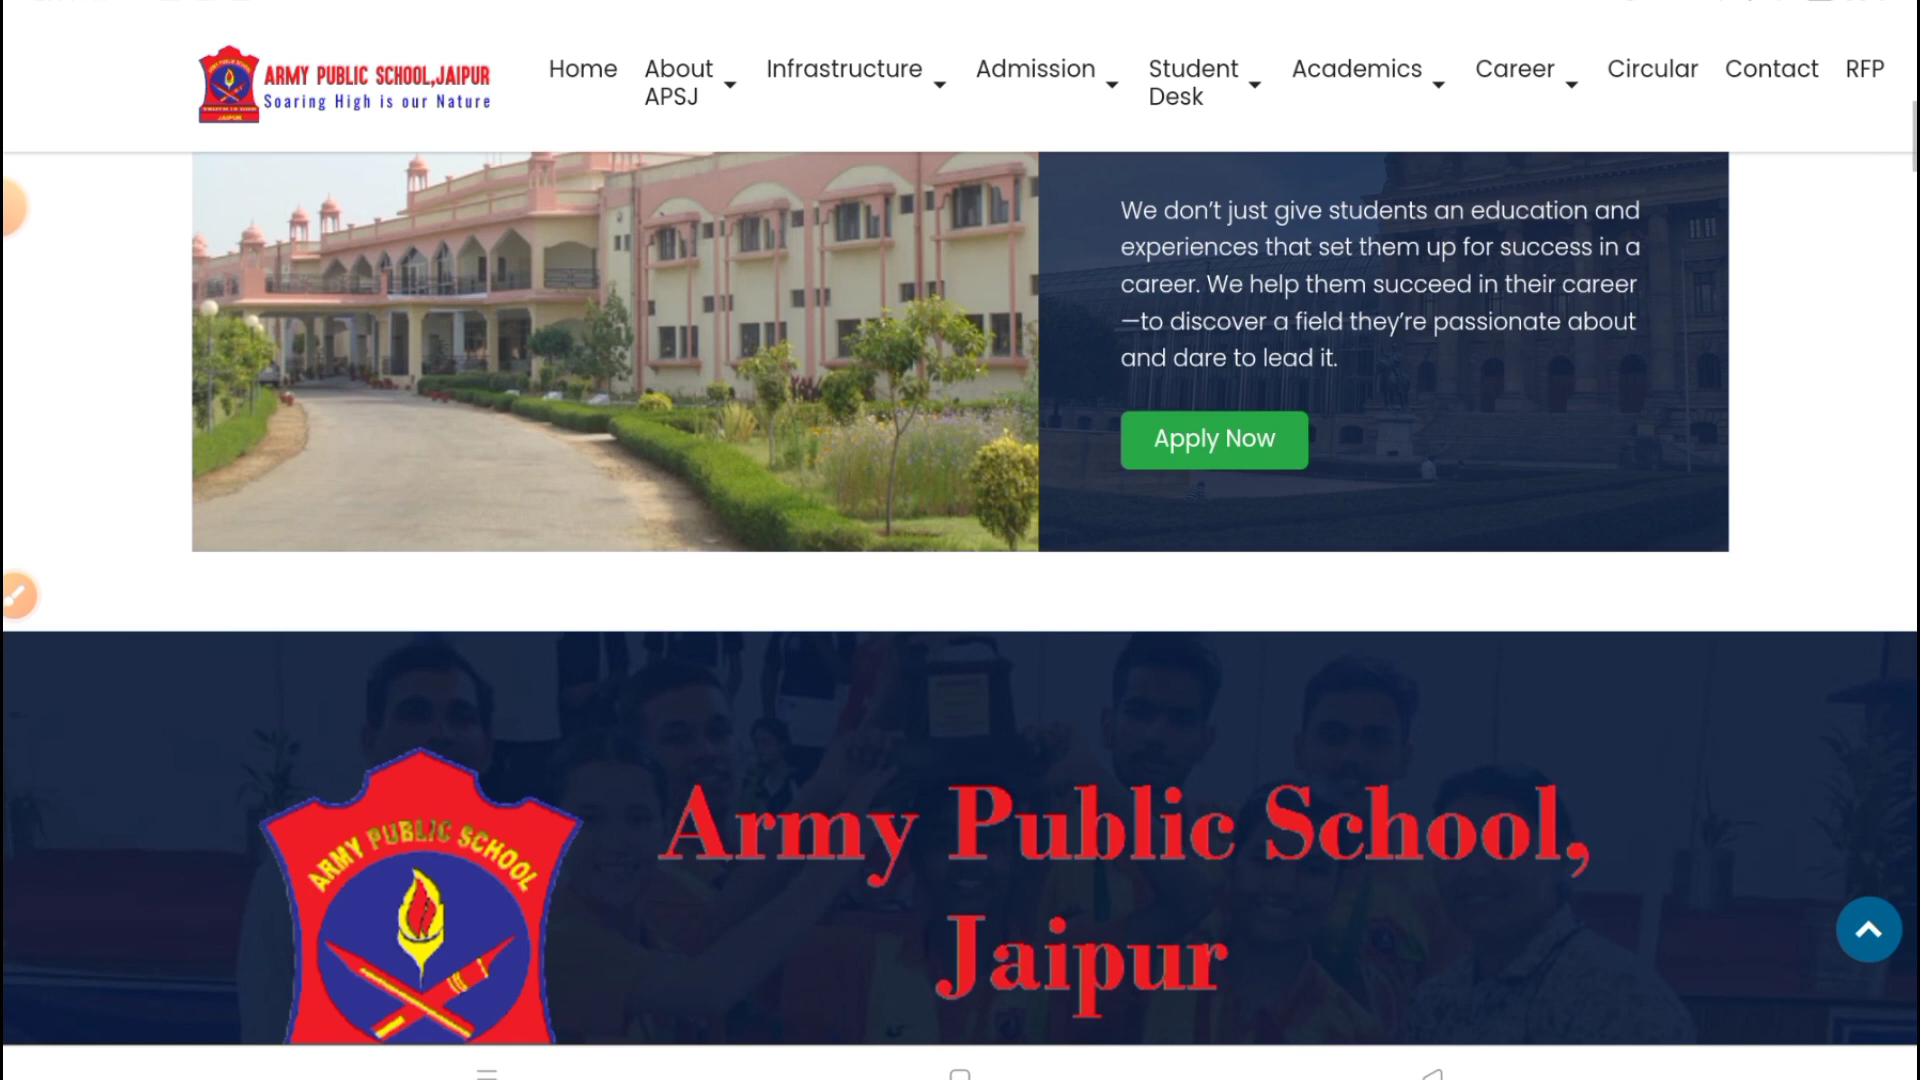 ARMY PUBLIC SCHOOL,JAIPUR
Soaring High is our Nature
JAIPUR
Home
About APSJ
Infrastructure
Admission
Student Desk
Academics
Career
Circular
Contact
RFP
We don't just give students an education and
experiences that set them up for success in a
career. We help them succeed in their career
—to discover a field they're passionate about
and dare to lead it.
Apply Now
ARMY PUBLIC SCHOOL
Army Public School,
Jaipur